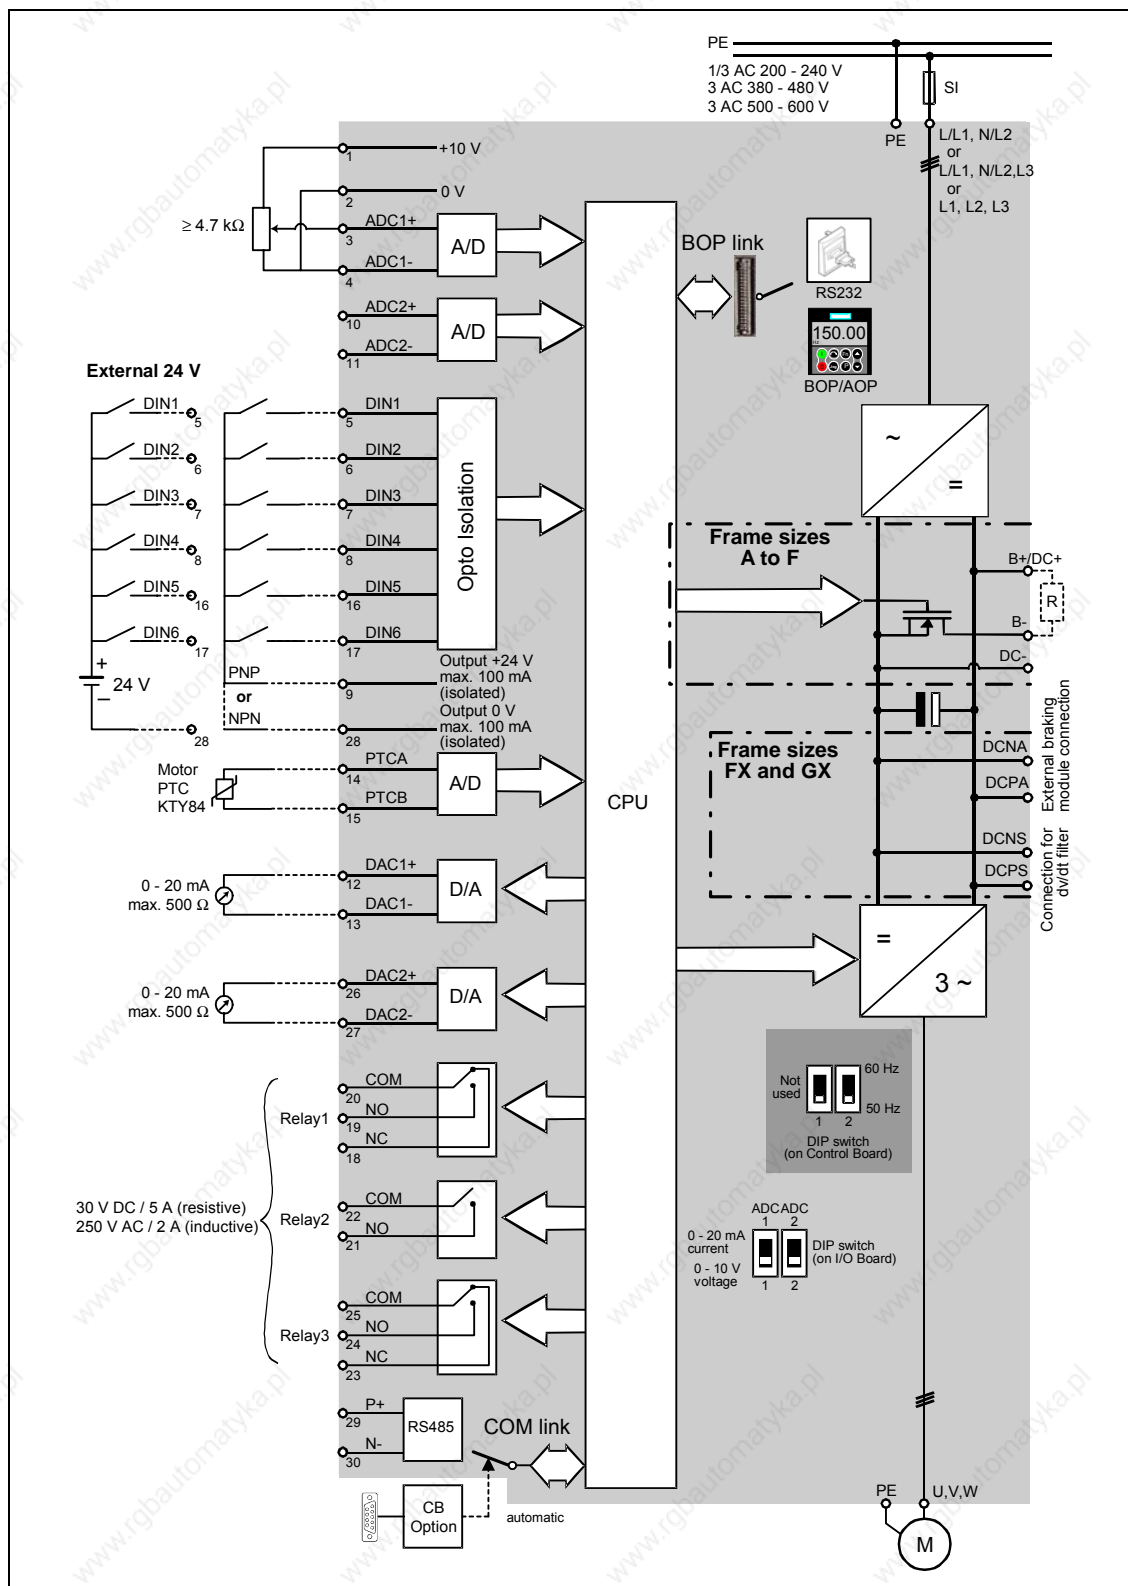 PE
1/3 AC 200 - 240 V
3 AC 380 - 480 V
3 AC 500 - 600 V
SI
PE
L/L1, N/L2
or
L/L1, N/L2,L3
or
L1, L2, L3
1
+10 V
2
0 V
≥ 4.7 kΩ
ADC1+
3
ADC1-
4
A/D
ADC2+
10
ADC2-
11
A/D
BOP link
RS232
150.00
Hz
BOP/AOP
External 24 V
DIN1
5
DIN2
6
DIN3
7
DIN4
8
DIN5
16
DIN6
17
+
24 V
–
28
PNP
or
NPN
DIN1
5
DIN2
6
DIN3
7
DIN4
8
DIN5
16
DIN6
17
Opto Isolation
9
Output +24 V
max. 100 mA
(isolated)
28
Output 0 V
max. 100 mA
(isolated)
~
=
Frame sizes
A to F
B+/DC+
R
B-
DC-
Frame sizes
FX and GX
DCNA
DCPA
DCNS
DCPS
External braking
module connection
Connection for
dv/dt filter
Motor
PTC
KTY84
PTCA
14
PTCB
15
A/D
CPU
0 - 20 mA
max. 500 Ω
DAC1+
12
DAC1-
13
D/A
0 - 20 mA
max. 500 Ω
DAC2+
26
DAC2-
27
D/A
=
3 ~
Not
used
60 Hz
50 Hz
1
2
DIP switch
(on Control Board)
30 V DC / 5 A (resistive)
250 V AC / 2 A (inductive)
Relay1
COM
20
NO
19
NC
18
Relay2
COM
22
NO
21
Relay3
COM
25
NO
24
NC
23
ADC ADC
1 2
0 - 20 mA
current
0 - 10 V
voltage
1 2
DIP switch
(on I/O Board)
P+
29
N-
30
RS485
COM link
CB
Option
automatic
PE
U,V,W
M
www.rgbautomatyka.pl